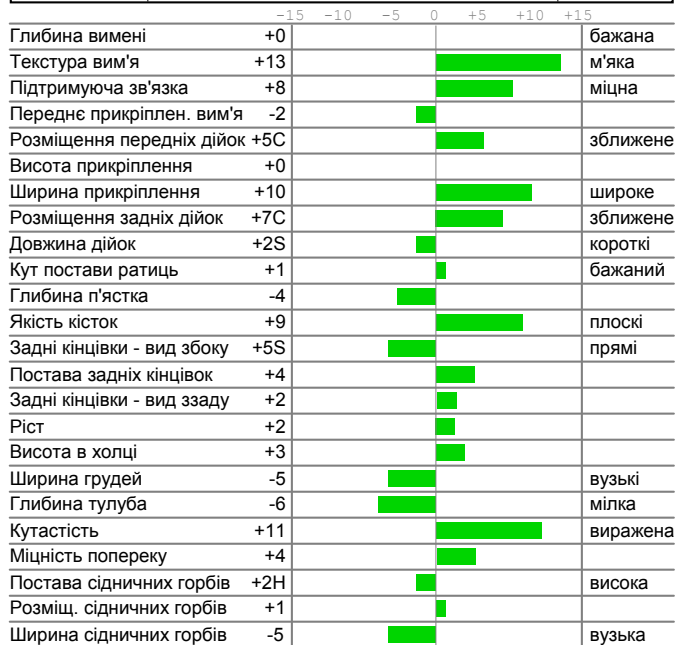 -15 -10 -5 0 +5 +10 +15
Глибина вимені +0 бажана
Текстура вим'я +13 м'яка
Підтримуюча зв'язка +8 міцна
Переднє прикріплен. вим'я -2
Розміщення передніх дійок +5C зближене
Висота прикріплення +0
Ширина прикріплення +10 широке
Розміщення задніх дійок +7C зближене
Довжина дійок +2S короткі
Кут постави ратиць +1 бажаний
Глибина п'ястка -4
Якість кісток +9 плоскі
Задні кінцівки - вид збоку +5S прямі
Постава задніх кінцівок +4
Задні кінцівки - вид ззаду +2
Ріст +2
Висота в холці +3
Ширина грудей -5 вузькі
Глибина тулуба -6 мілка
Кутастість +11 виражена
Міцність попереку +4
Постава сідничних горбів +2H висока
Розміщ. сідничних горбів +1
Ширина сідничних горбів -5 вузька